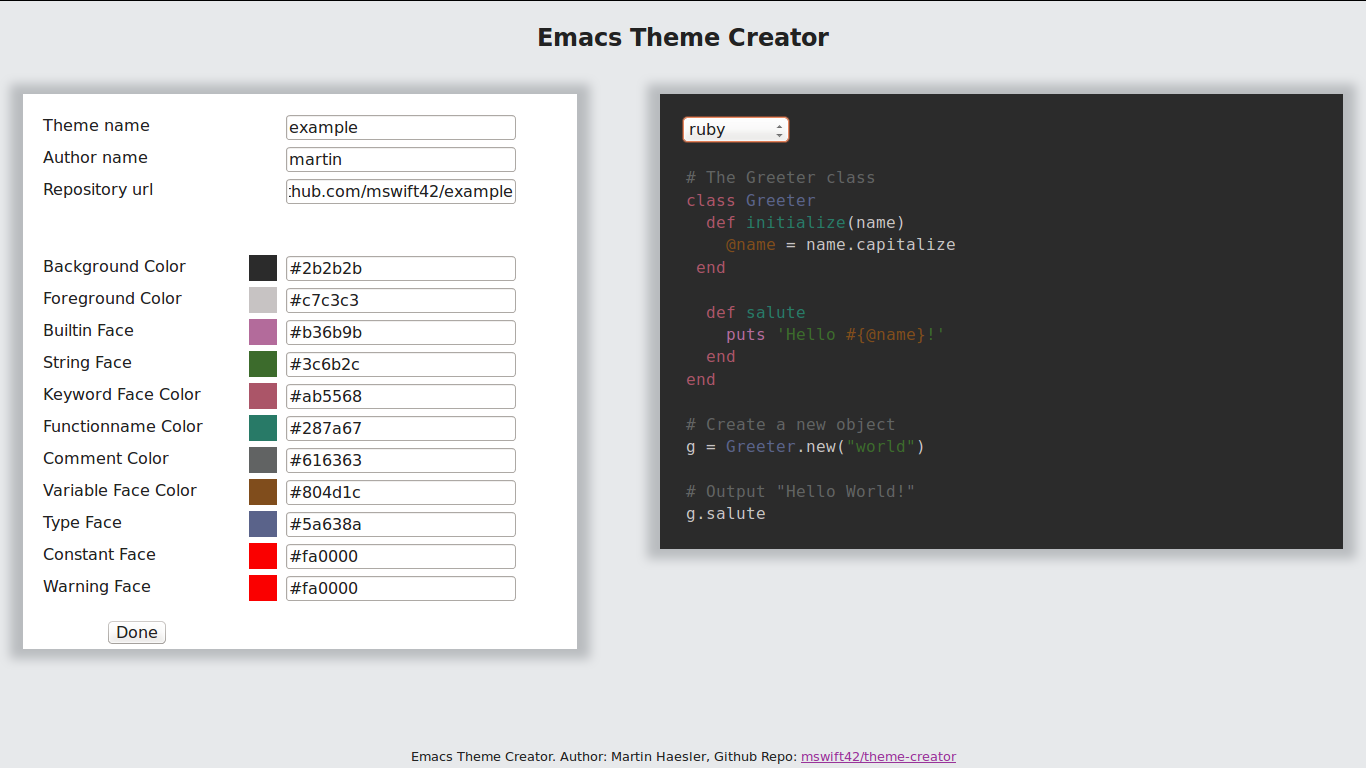 Emacs Theme Creator
Theme name example
Author name martin
Repository url :hub.com/mswift42/example
Background Color #2b2b2b
Foreground Color #c7c3c3
Builtin Face #b36b9b
String Face #3c6b2c
Keyword Face Color #ab5568
Functionname Color #287a67
Comment Color #616363
Variable Face Color #804d1c
Type Face #5a638a
Constant Face #fa0000
Warning Face #fa0000
Done
ruby
# The Greeter class
class Greeter
  def initialize(name)
    @name = name.capitalize
 end
  def salute
    puts 'Hello #{@name}!'
  end
end
# Create a new object
g = Greeter.new("world")
# Output "Hello World!"
g.salute
Emacs Theme Creator. Author: Martin Haesler, Github Repo: mswift42/theme-creator